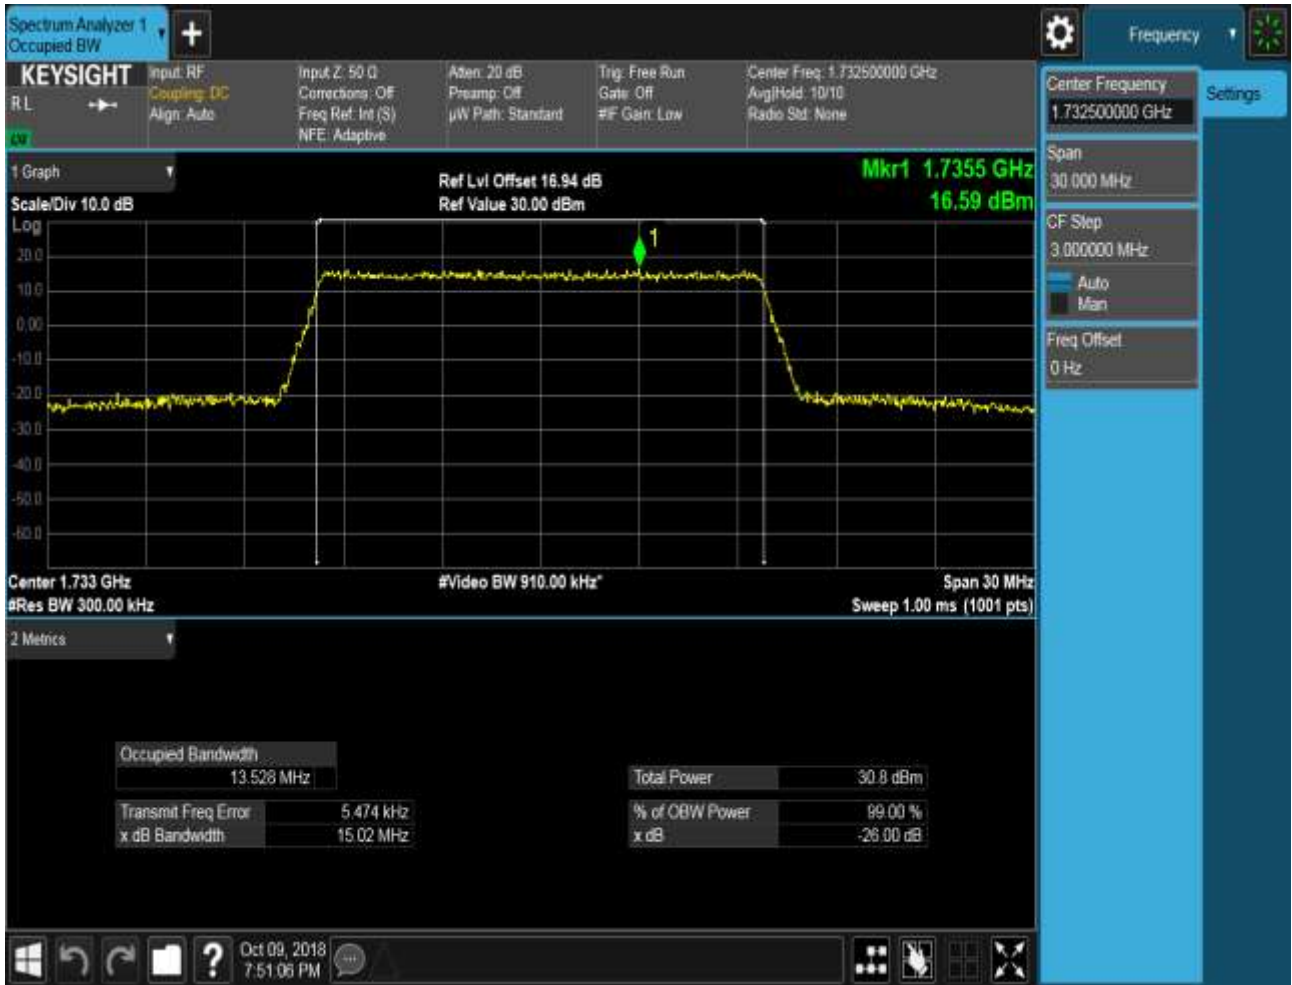 Spectrum Analyzer 1
Occupied BW
Frequency
KEYSIGHT
R L
Input: RF
Coupling: DC
Align: Auto
Input Z: 50 Ω
Corrections: Off
Freq Ref: Int (S)
NFE: Adaptive
Atten: 20 dB
Preamp: Off
µW Path: Standard
Trig: Free Run
Gate: Off
#IF Gain: Low
Center Freq: 1.732500000 GHz
Avg|Hold: 10/10
Radio Std: None
Center Frequency
1.732500000 GHz
Settings
Span
30.000 MHz
CF Step
3.000000 MHz
Auto
Man
Freq Offset
0 Hz
1 Graph
Scale/Div 10.0 dB
Ref Lvl Offset 16.94 dB
Ref Value 30.00 dBm
Mkr1 1.7355 GHz
16.59 dBm
Log
1
20.0
10.0
0.00
-10.0
-20.0
-30.0
-40.0
-50.0
-60.0
Center 1.733 GHz
#Video BW 910.00 kHz*
Span 30 MHz
#Res BW 300.00 kHz
Sweep 1.00 ms (1001 pts)
2 Metrics
Occupied Bandwidth
13.528 MHz
Total Power 30.8 dBm
Transmit Freq Error 5.474 kHz
% of OBW Power 99.00 %
x dB Bandwidth 15.02 MHz
x dB -26.00 dB
?
Oct 09, 2018
7:51:06 PM